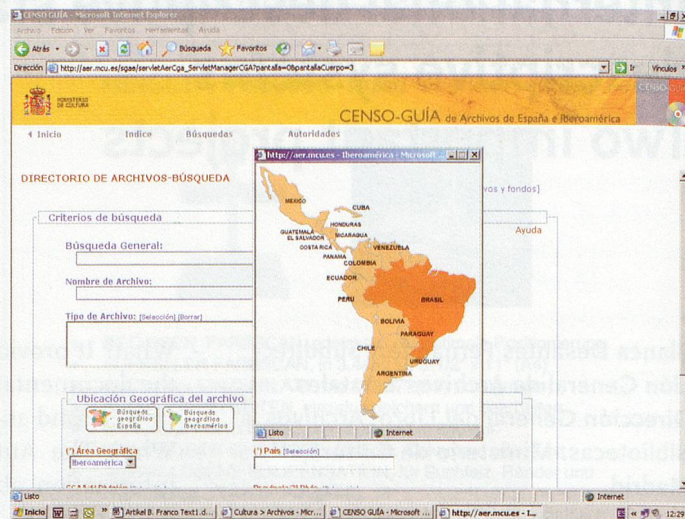 CENSO GUÍA - Microsoft Internet Explorer
Archivo Edición Ver Favoritos Herramientas Ayuda
Atrás Búsqueda Favoritos
Dirección http://aer.mcu.es/sgae/servletAerCga_ServletManagerCGA?pantalla=08pantallaCuerpo=3 Ir Vínculos
MINISTERIO
DE CULTURA
CENSO-GUÍA de Archivos de España e Iberoamérica
Inicio Indice Búsquedas Autoridades
http://aer.mcu.es - Iberoamérica - Microsoft ...
DIRECTORIO DE ARCHIVOS-BÚSQUEDA
vos y fondos]
Criterios de búsqueda
Ayuda
Búsqueda General:
Nombre de Archivo:
Tipo de Archivo: [Selección] [Borrar]
MEXICO
CUBA
HONDURAS
GUATEMALA
NICARAGUA
EL SALVADOR
COSTA RICA
VENEZUELA
PANAMA
COLOMBIA
ECUADOR
PERU
BRASIL
BOLIVIA
PARAGUAY
CHILE
URUGUAY
ARGENTINA
Listo Internet
Ubicación Geográfica del archivo
Búsqueda
geográfica
España
Búsqueda
geográfica
Iberoamérica
(*) Área Geográfica
Iberoamérica
(*) País [Selección]
Listo Internet
Inicio Artikel B. Franco Text1.d... Cultura > Archivos - Micr... CENSO GUÍA - Microsoft ... http://aer.mcu.es - I... 12:29